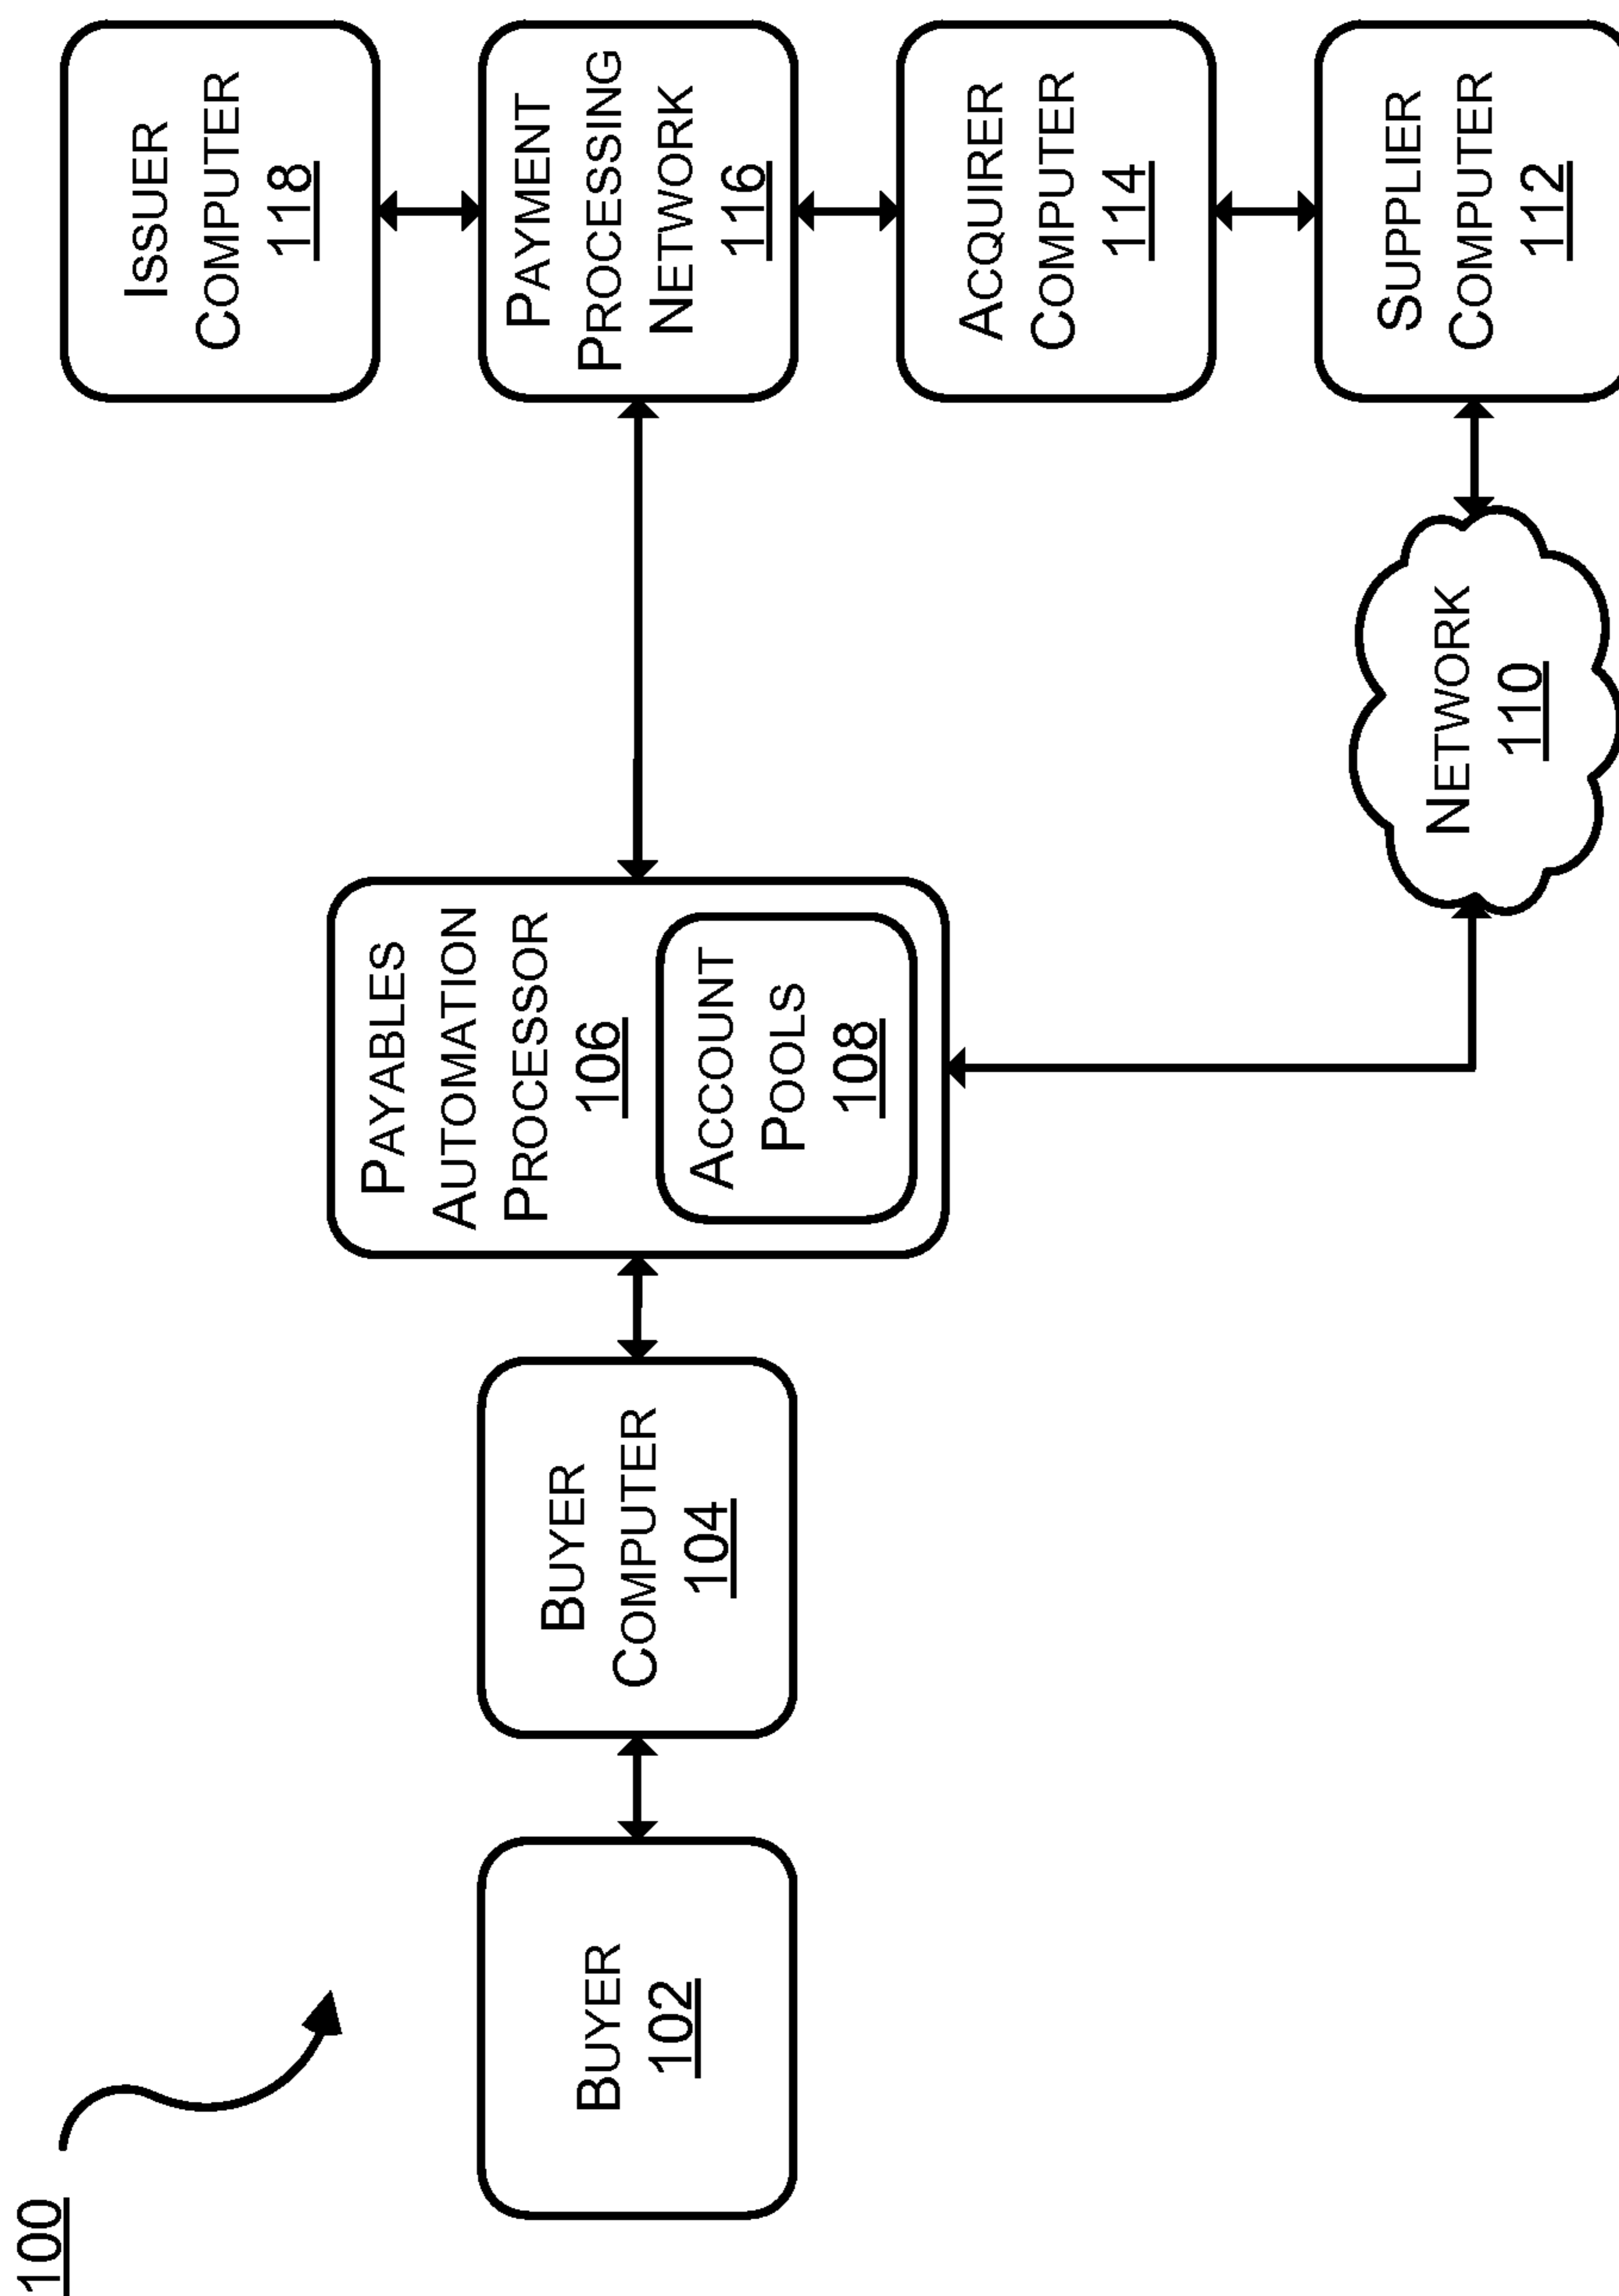 100
ISSUER
COMPUTER
118
BUYER
102
BUYER
COMPUTER
104
PAYABLES
AUTOMATION
PROCESSOR
106
ACCOUNT
POOLS
108
PAYMENT
PROCESSING
NETWORK
116
ACQUIRER
COMPUTER
114
NETWORK
110
SUPPLIER
COMPUTER
112